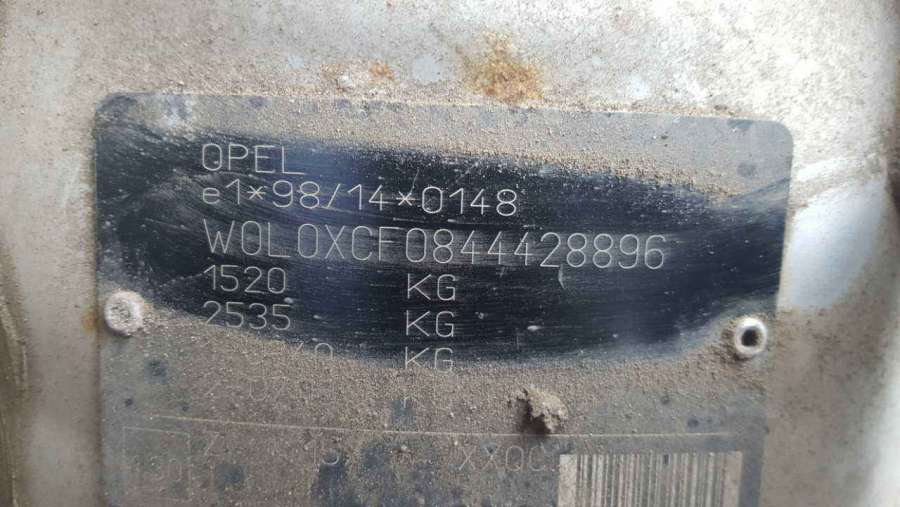 OPEL
e1*98/14*0148
W0L0XCF0844428896
1520 KG
2535 KG
KG